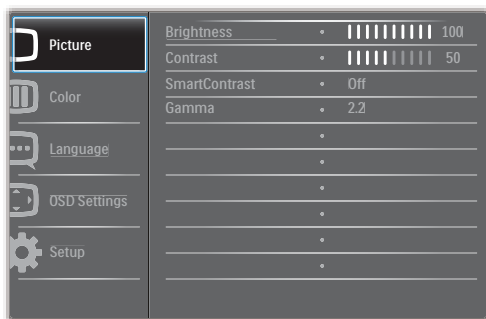 Picture
Color
Language
OSD Settings
Setup
Brightness 100
Contrast 50
SmartContrast Off
Gamma 2.2